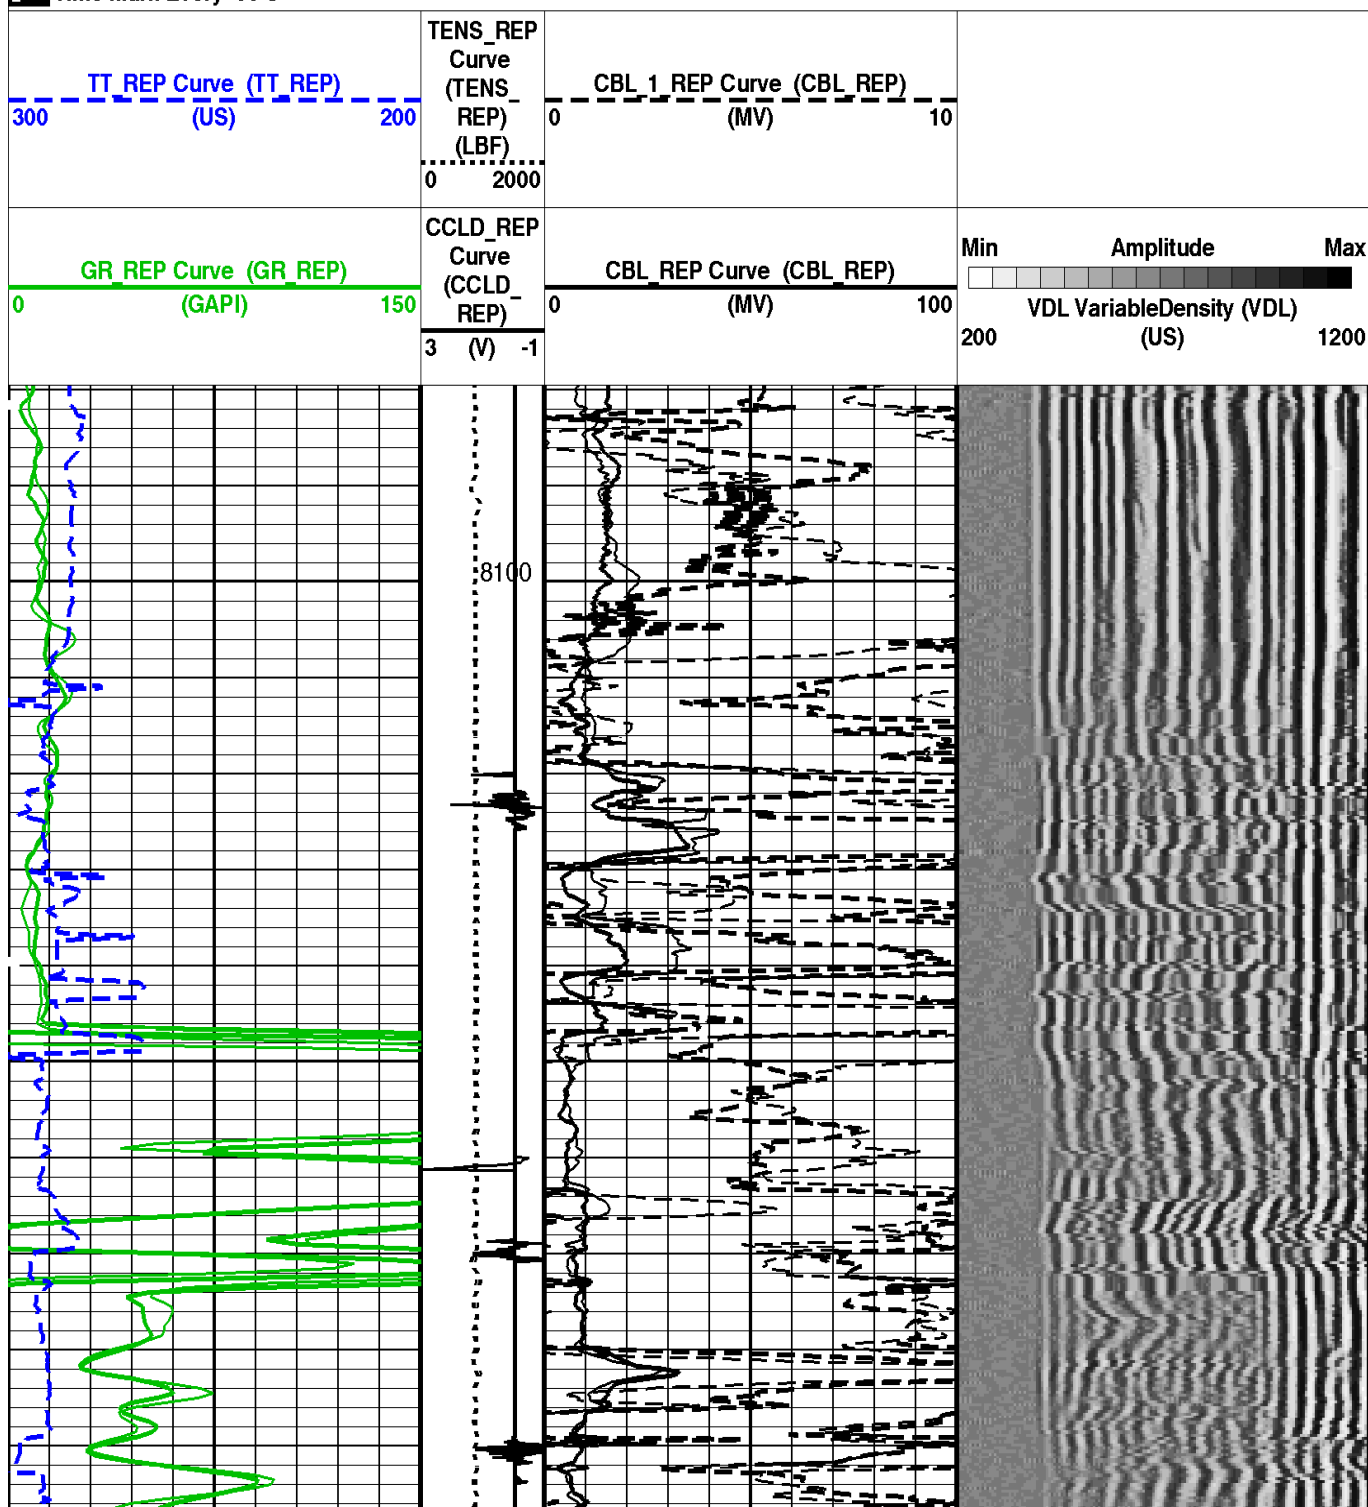 TT_REP Curve (TT_REP)
300 (US) 200
TENS_REP
Curve
(TENS_
REP)
(LBF)
0 2000
CBL_1_REP Curve (CBL_REP)
0 (MV) 10
GR_REP Curve (GR_REP)
0 (GAPI) 150
CCLD_REP
Curve
(CCLD_
REP)
3 (V) -1
CBL_REP Curve (CBL_REP)
0 (MV) 100
Min Amplitude Max
VDL VariableDensity (VDL)
200 (US) 1200
8100